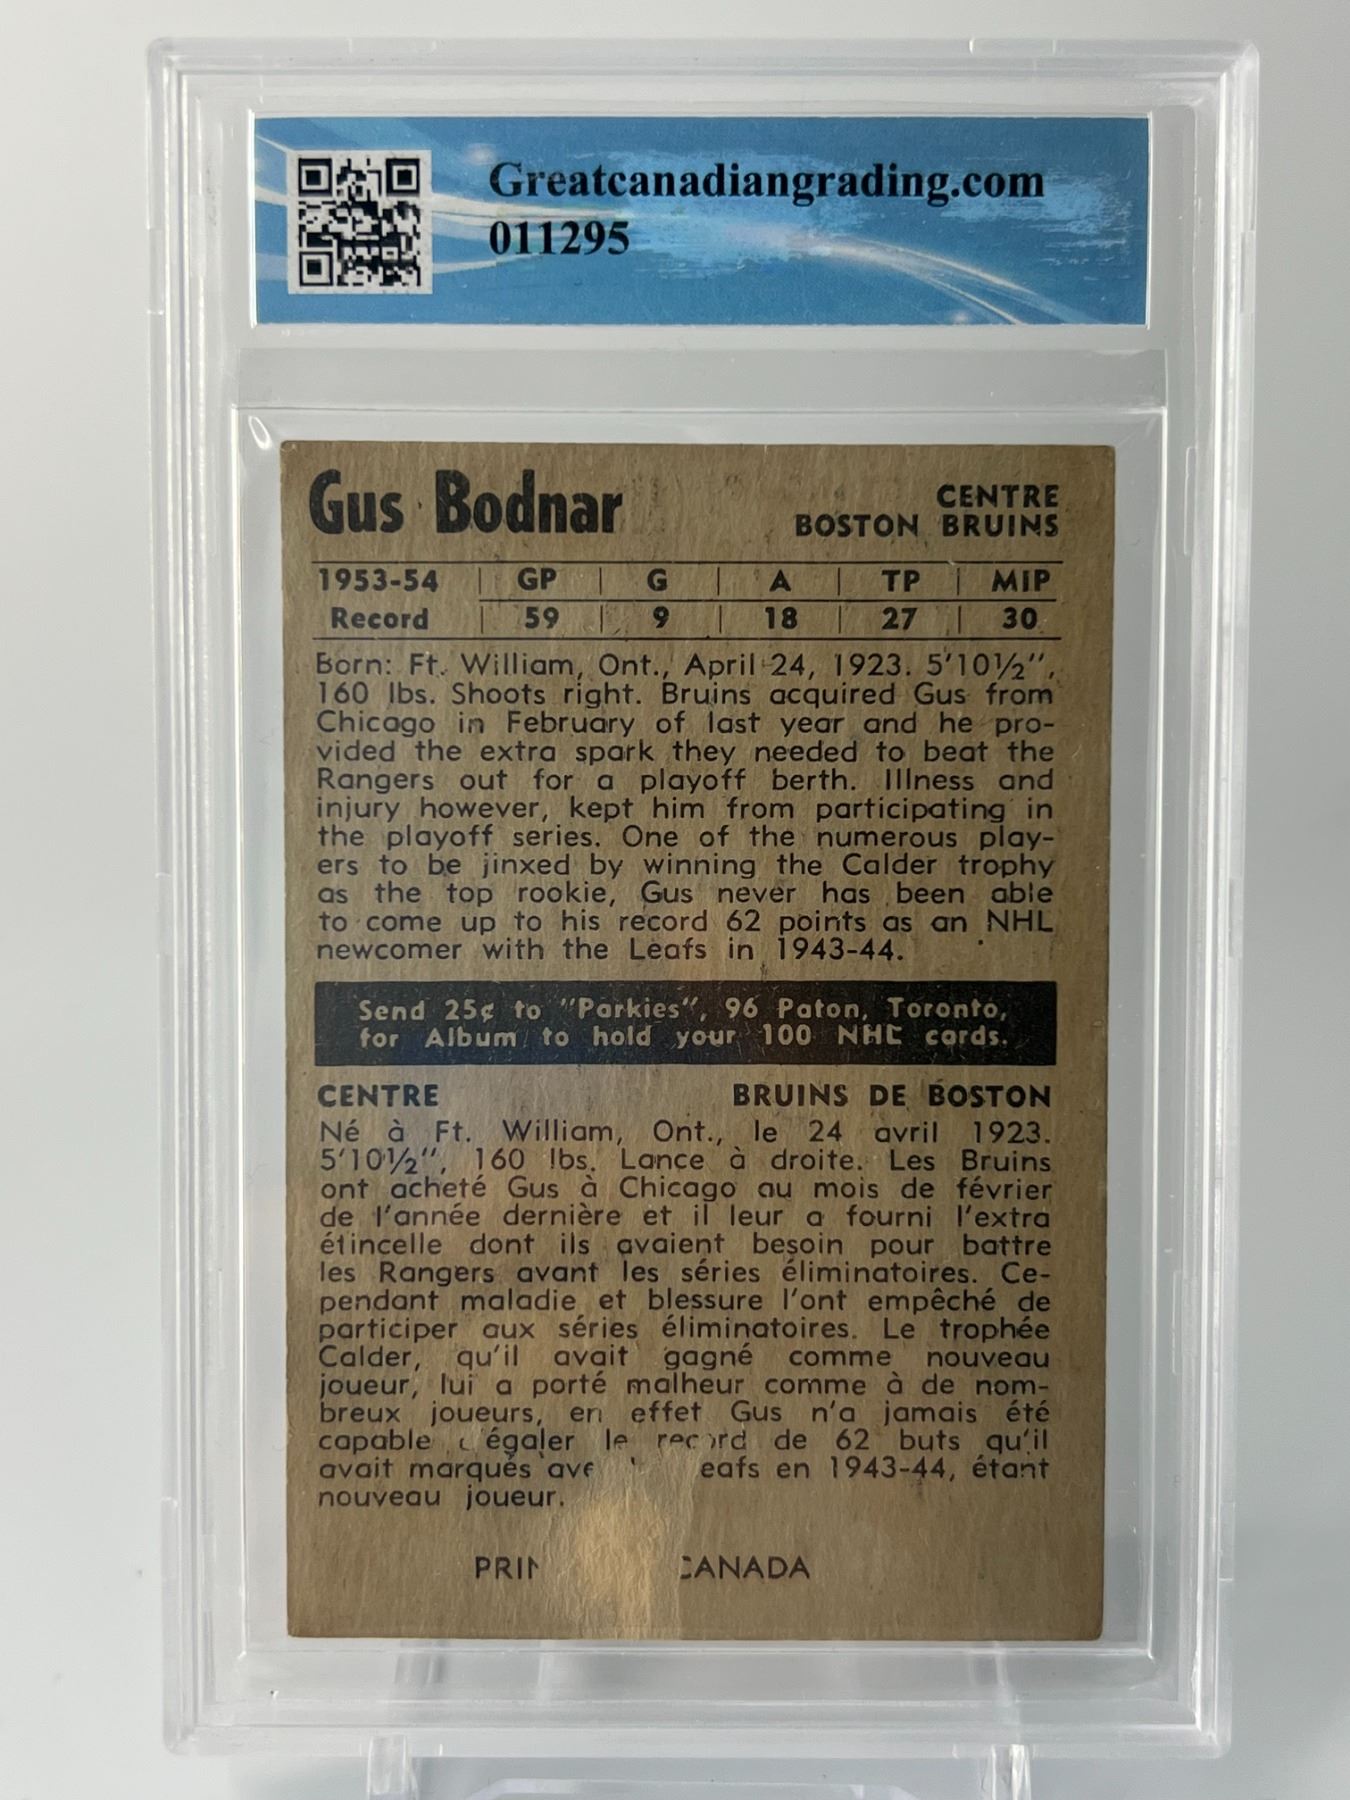 Greatcanadiangrading.com
011295
Gus Bodnar
CENTRE
BOSTON BRUINS
1953-54 | GP | G | A | TP | MIP
Record | 59 | 9 | 18 | 27 | 30
Born: Ft. William, Ont., April 24, 1923. 5'10½",
160 lbs. Shoots right. Bruins acquired Gus from
Chicago in February of last year and he pro-
vided the extra spark they needed to beat the
Rangers out for a playoff berth. Illness and
injury however, kept him from participating in
the playoff series. One of the numerous play-
ers to be jinxed by winning the Calder trophy
as the top rookie, Gus never has been able
to come up to his record 62 points as an NHL
newcomer with the Leafs in 1943-44.
Send 25¢ to "Parkies", 96 Paton, Toronto,
for Album to hold your 100 NHL cards.
CENTRE BRUINS DE BOSTON
Né à Ft. William, Ont., le 24 avril 1923.
5'10½", 160 lbs. Lance à droite. Les Bruins
ont acheté Gus à Chicago au mois de février
de l'année dernière et il leur a fourni l'extra
étincelle dont ils avaient besoin pour battre
les Rangers avant les séries éliminatoires. Ce-
pendant maladie et blessure l'ont empêché de
participer aux séries éliminatoires. Le trophée
Calder, qu'il avait gagné comme nouveau
joueur, lui a porté malheur comme à de nom-
breux joueurs, en effet Gus n'a jamais été
capable égaler le record de 62 buts qu'il
avait marqués en 1943-44, étant
nouveau joueur.
CANADA